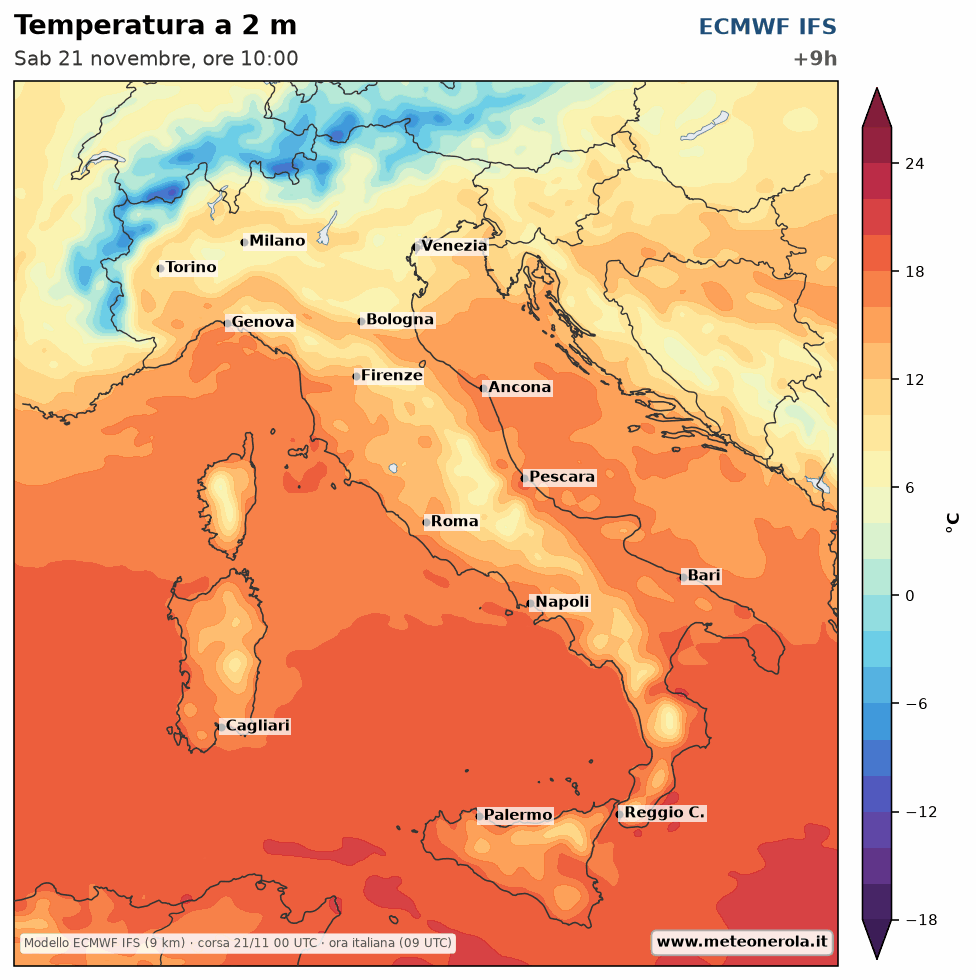 Temperatura a 2 m
ECMWF IFS
Sab 21 novembre, ore 10:00
+9h
Milano
Venezia
Torino
Genova
Bologna
Firenze
Ancona
Pescara
Roma
Bari
Napoli
Cagliari
Palermo
Reggio C.
24
18
12
6
0
−6
−12
−18
°C
Modello ECMWF IFS (9 km) · corsa 21/11 00 UTC · ora italiana (09 UTC)
www.meteonerola.it